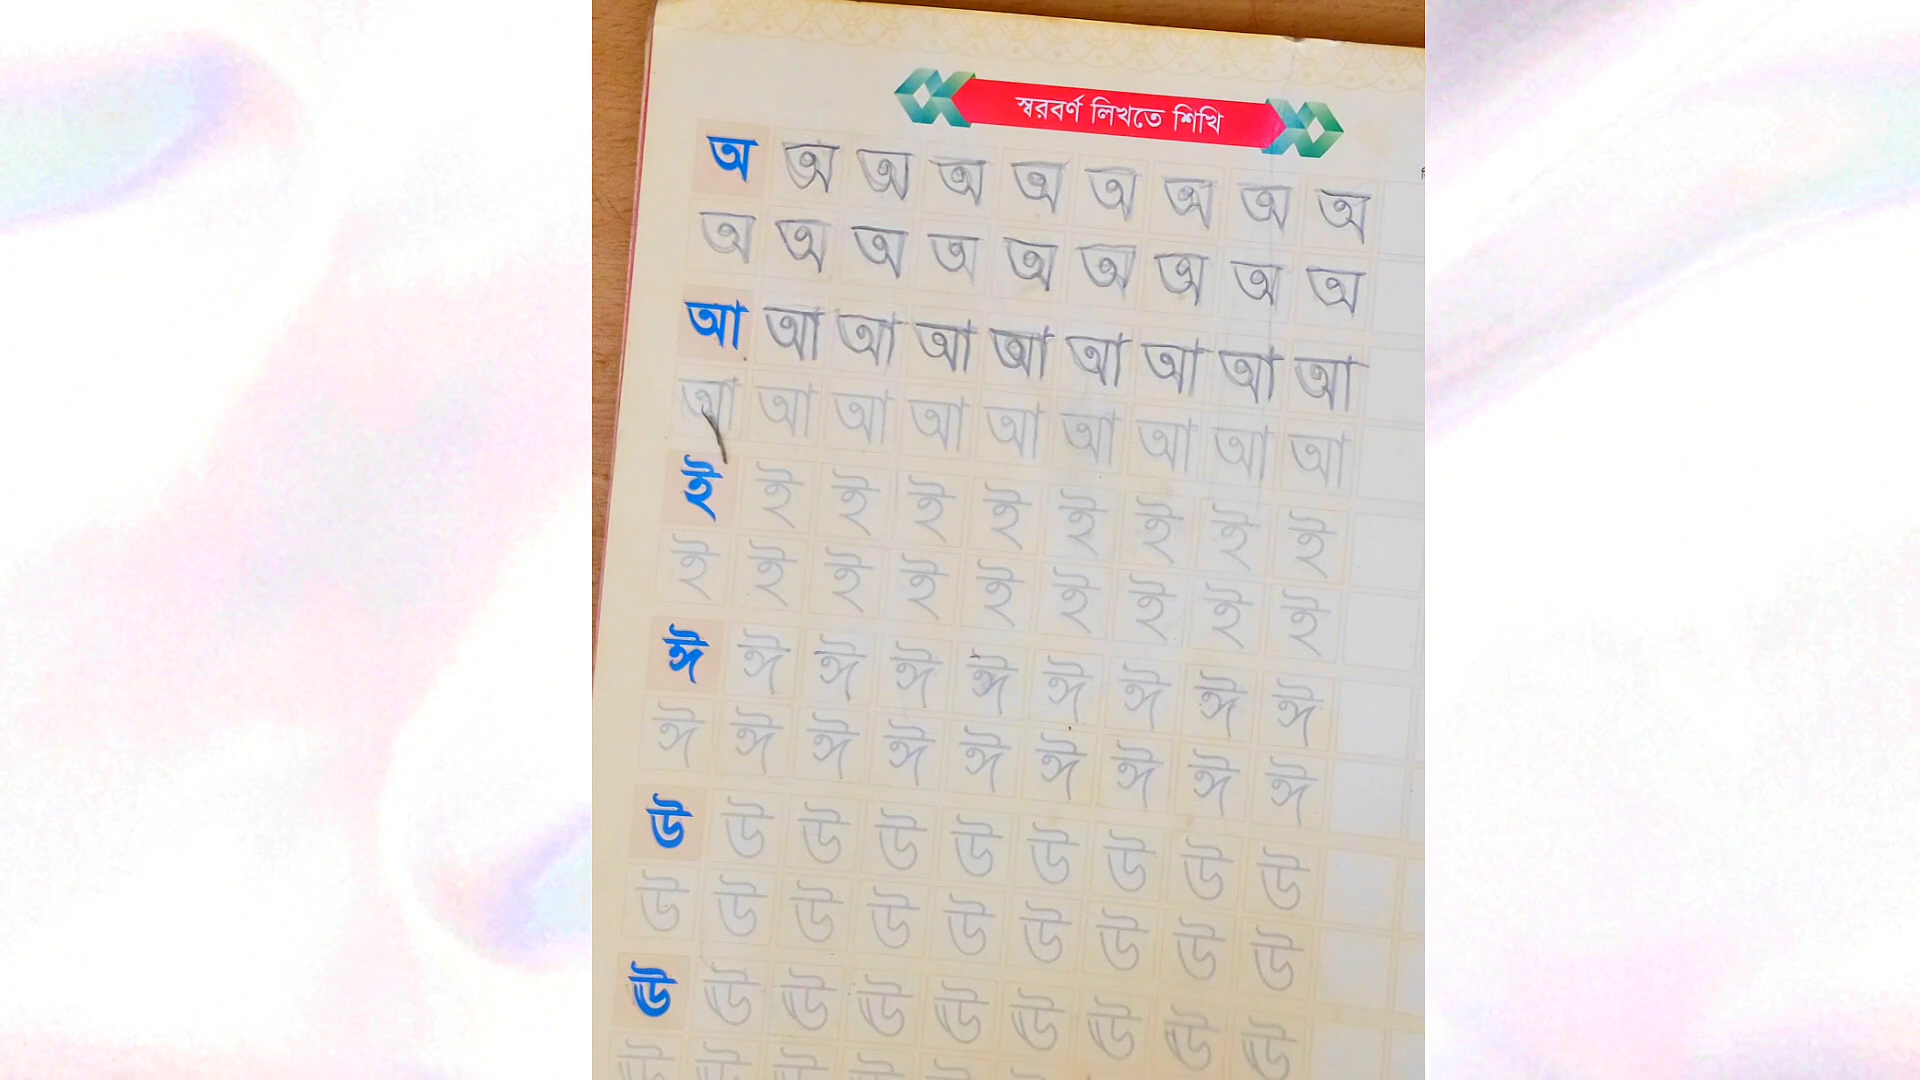 স্বরবর্ণ লিখতে শিখি
অ অ অ অ অ অ অ অ অ
অ অ অ অ অ অ অ অ অ
আ আ আ আ আ আ আ আ আ
আ আ আ আ আ আ আ আ আ
ই ই ই ই ই ই ই ই ই
ই ই ই ই ই ই ই ই ই
ঈ ঈ ঈ ঈ ঈ ঈ ঈ ঈ ঈ
ঈ ঈ ঈ ঈ ঈ ঈ ঈ ঈ ঈ
উ উ উ উ উ উ উ উ উ
উ উ উ উ উ উ উ উ উ
ঊ ঊ ঊ ঊ ঊ ঊ ঊ ঊ ঊ